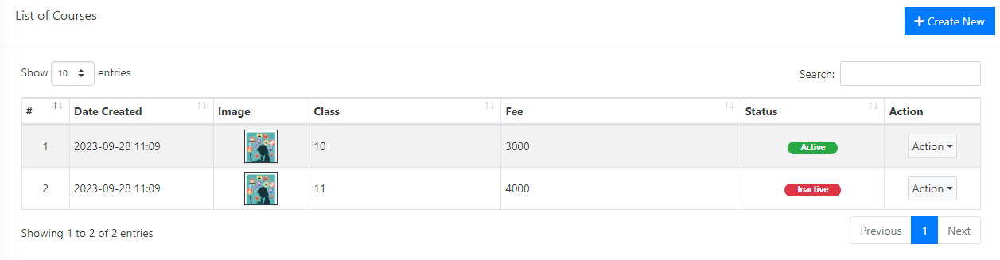 List of Courses
Create New
Show 10 entries
Search:
# Date Created Image Class Fee Status Action
1 2023-09-28 11:09 10 3000 Active Action
2 2023-09-28 11:09 11 4000 Inactive Action
Showing 1 to 2 of 2 entries
Previous 1 Next